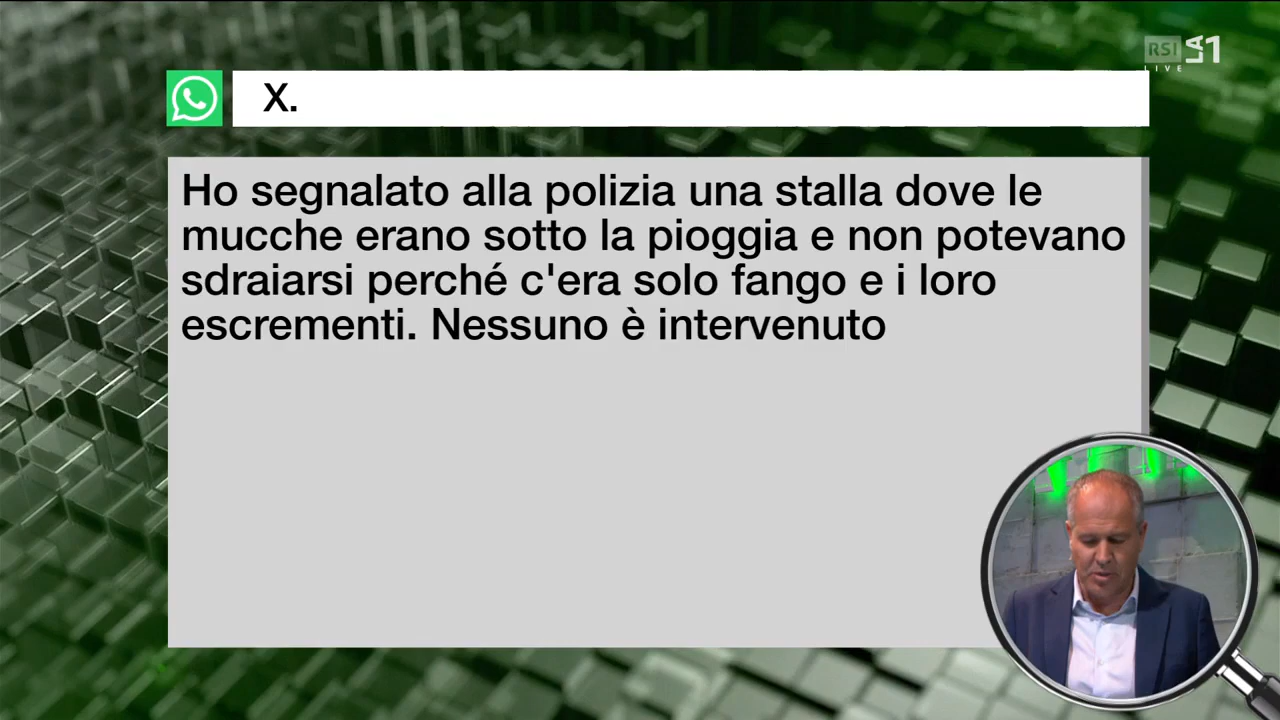 RSI LA 1
LIVE
X.
Ho segnalato alla polizia una stalla dove le
mucche erano sotto la pioggia e non potevano
sdraiarsi perché c'era solo fango e i loro
escrementi. Nessuno è intervenuto